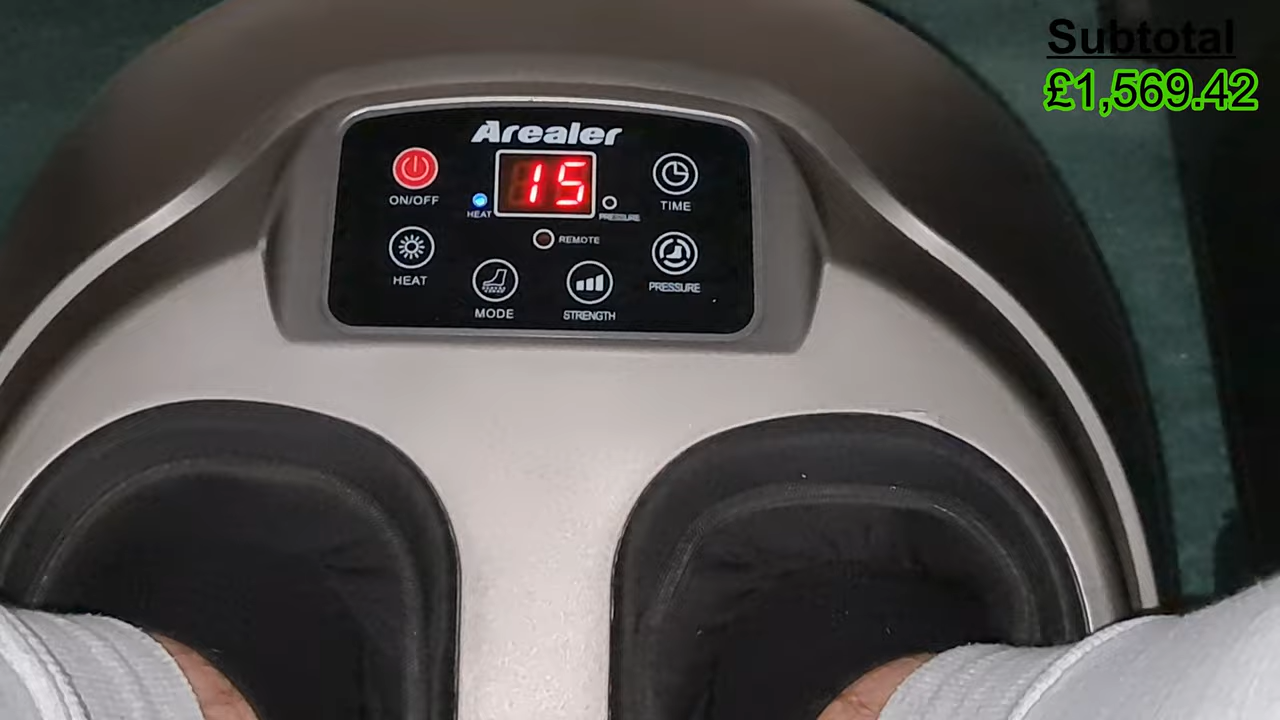 Subtotal
£1,569.42
Arealer
15
ON/OFF
HEAT
PRESSURE
TIME
REMOTE
HEAT
MODE
STRENGTH
PRESSURE